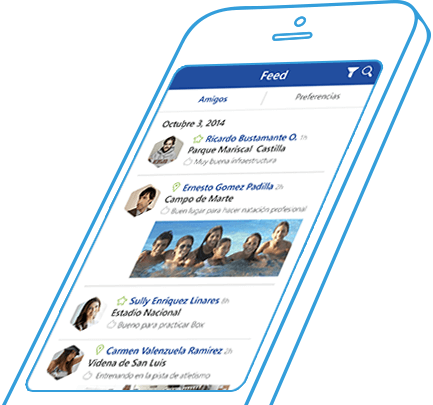 Feed
Amigos
Preferencias
Octubre 3, 2014
Ricardo Bustamante O. 1h
Parque Mariscal Castilla
Muy buena infraestructura
Ernesto Gomez Padilla 2h
Campo de Marte
Buen lugar para hacer natación profesional
Sully Enríquez Linares 8h
Estadio Nacional
Bueno para practicar Box
Carmen Valenzuela Ramírez 2h
Videna de San Luis
Entrenando en la pista de atletismo